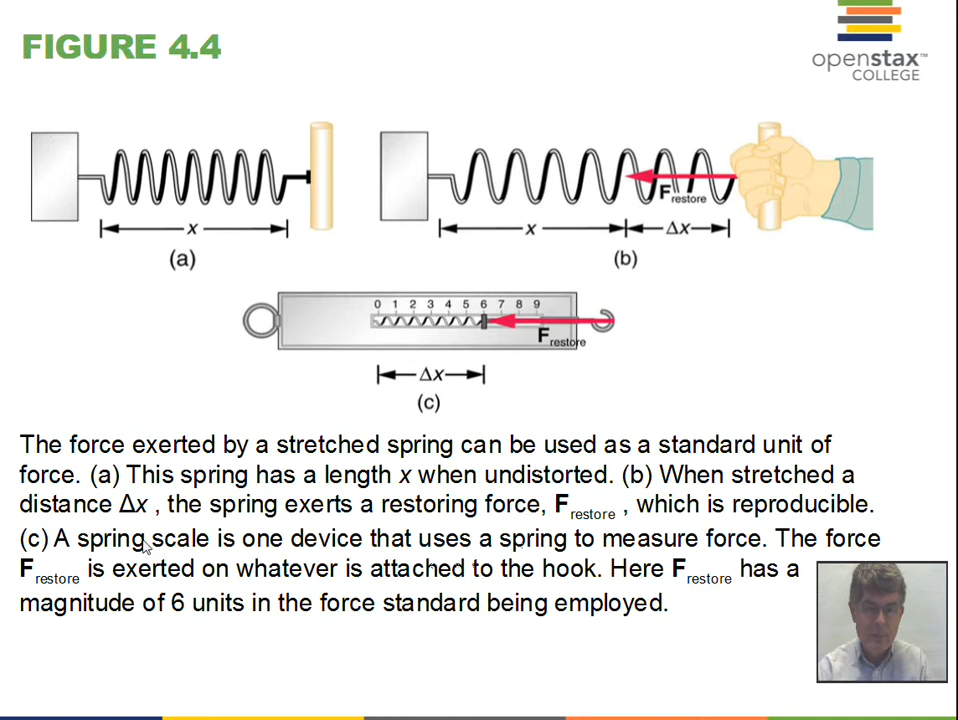 FIGURE 4.4
openstax™
COLLEGE
x
(a)
F restore
x
Δx
(b)
0 1 2 3 4 5 6 7 8 9
F restore
Δx
(c)
The force exerted by a stretched spring can be used as a standard unit of
force. (a) This spring has a length x when undistorted. (b) When stretched a
distance Δx , the spring exerts a restoring force, F restore , which is reproducible.
(c) A spring scale is one device that uses a spring to measure force. The force
F restore is exerted on whatever is attached to the hook. Here F restore has a
magnitude of 6 units in the force standard being employed.